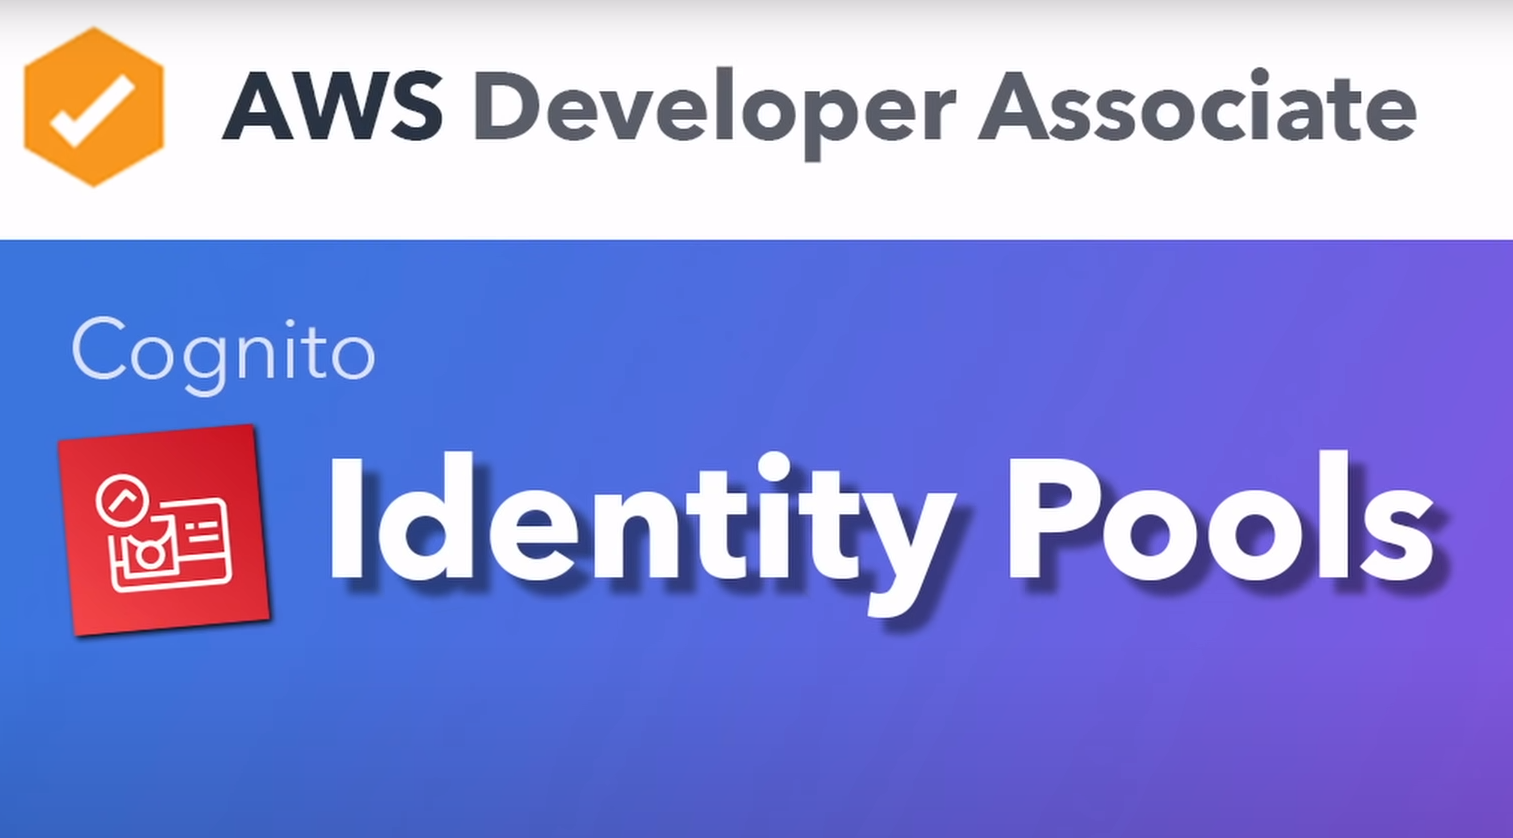 AWS Developer Associate
Cognito
Identity Pools